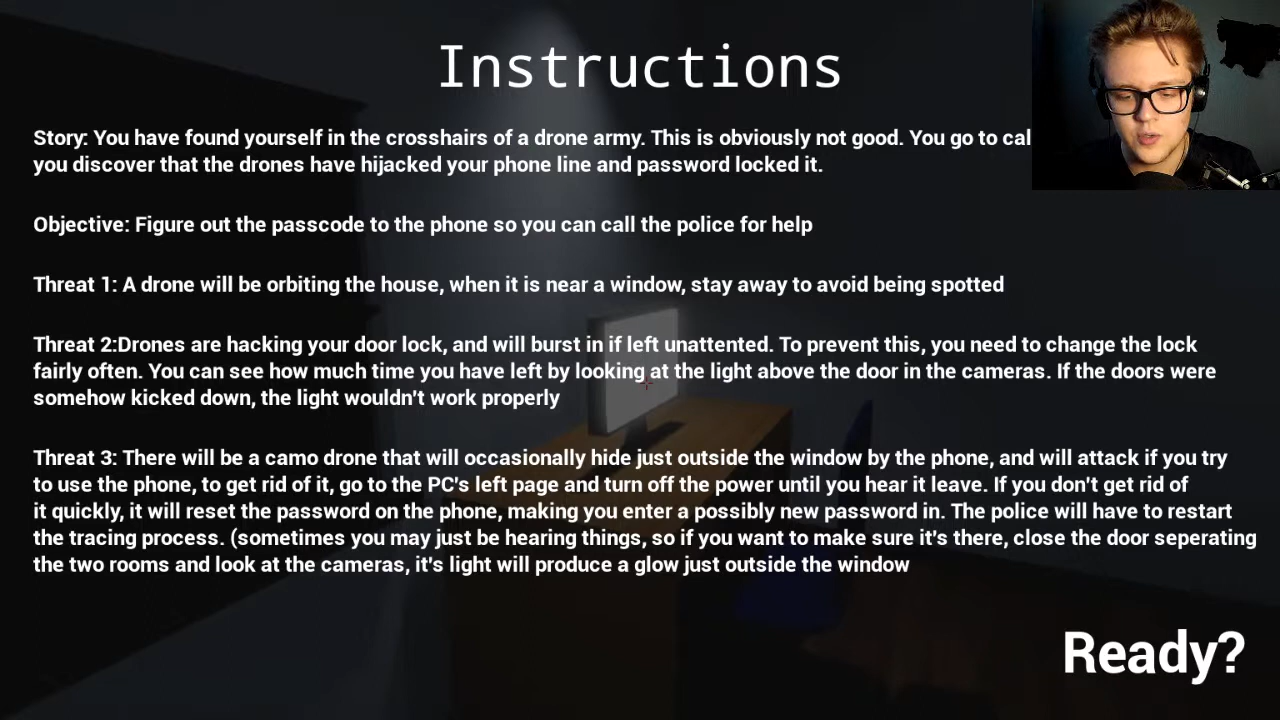 Instructions
Story: You have found yourself in the crosshairs of a drone army. This is obviously not good. You go to cal
you discover that the drones have hijacked your phone line and password locked it.
Objective: Figure out the passcode to the phone so you can call the police for help
Threat 1: A drone will be orbiting the house, when it is near a window, stay away to avoid being spotted
Threat 2:Drones are hacking your door lock, and will burst in if left unattented. To prevent this, you need to change the lock
fairly often. You can see how much time you have left by looking at the light above the door in the cameras. If the doors were
somehow kicked down, the light wouldn't work properly
Threat 3: There will be a camo drone that will occasionally hide just outside the window by the phone, and will attack if you try
to use the phone, to get rid of it, go to the PC's left page and turn off the power until you hear it leave. If you don't get rid of
it quickly, it will reset the password on the phone, making you enter a possibly new password in. The police will have to restart
the tracing process. (sometimes you may just be hearing things, so if you want to make sure it's there, close the door seperating
the two rooms and look at the cameras, it's light will produce a glow just outside the window
Ready?